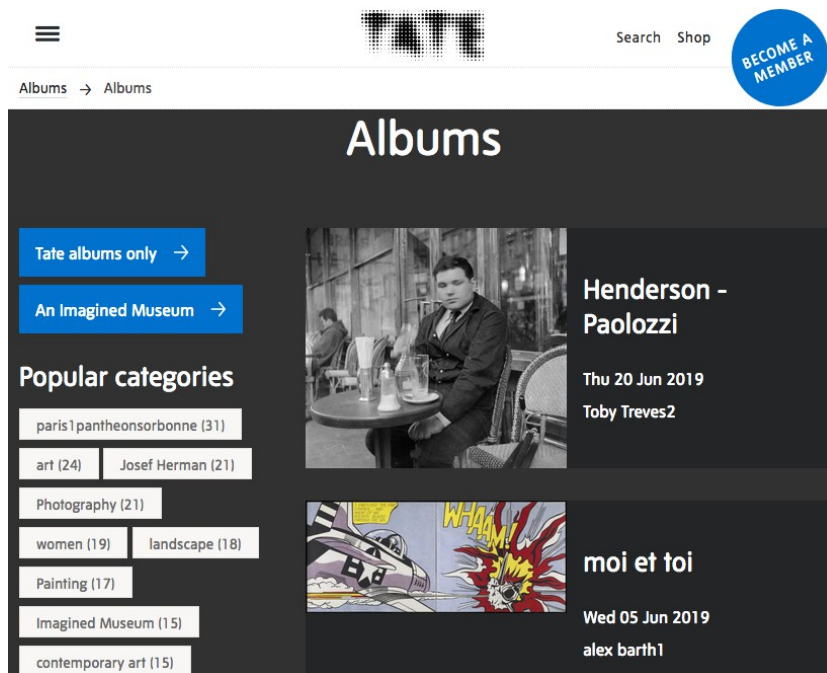 TATE
Search Shop
BECOME A
MEMBER
Albums → Albums
Albums
Tate albums only →
An Imagined Museum →
Popular categories
paris1pantheonsorbonne (31)
art (24) Josef Herman (21)
Photography (21)
women (19) landscape (18)
Painting (17)
Imagined Museum (15)
contemporary art (15)
Henderson -
Paolozzi
Thu 20 Jun 2019
Toby Treves2
WHAAM!
moi et toi
Wed 05 Jun 2019
alex barth1